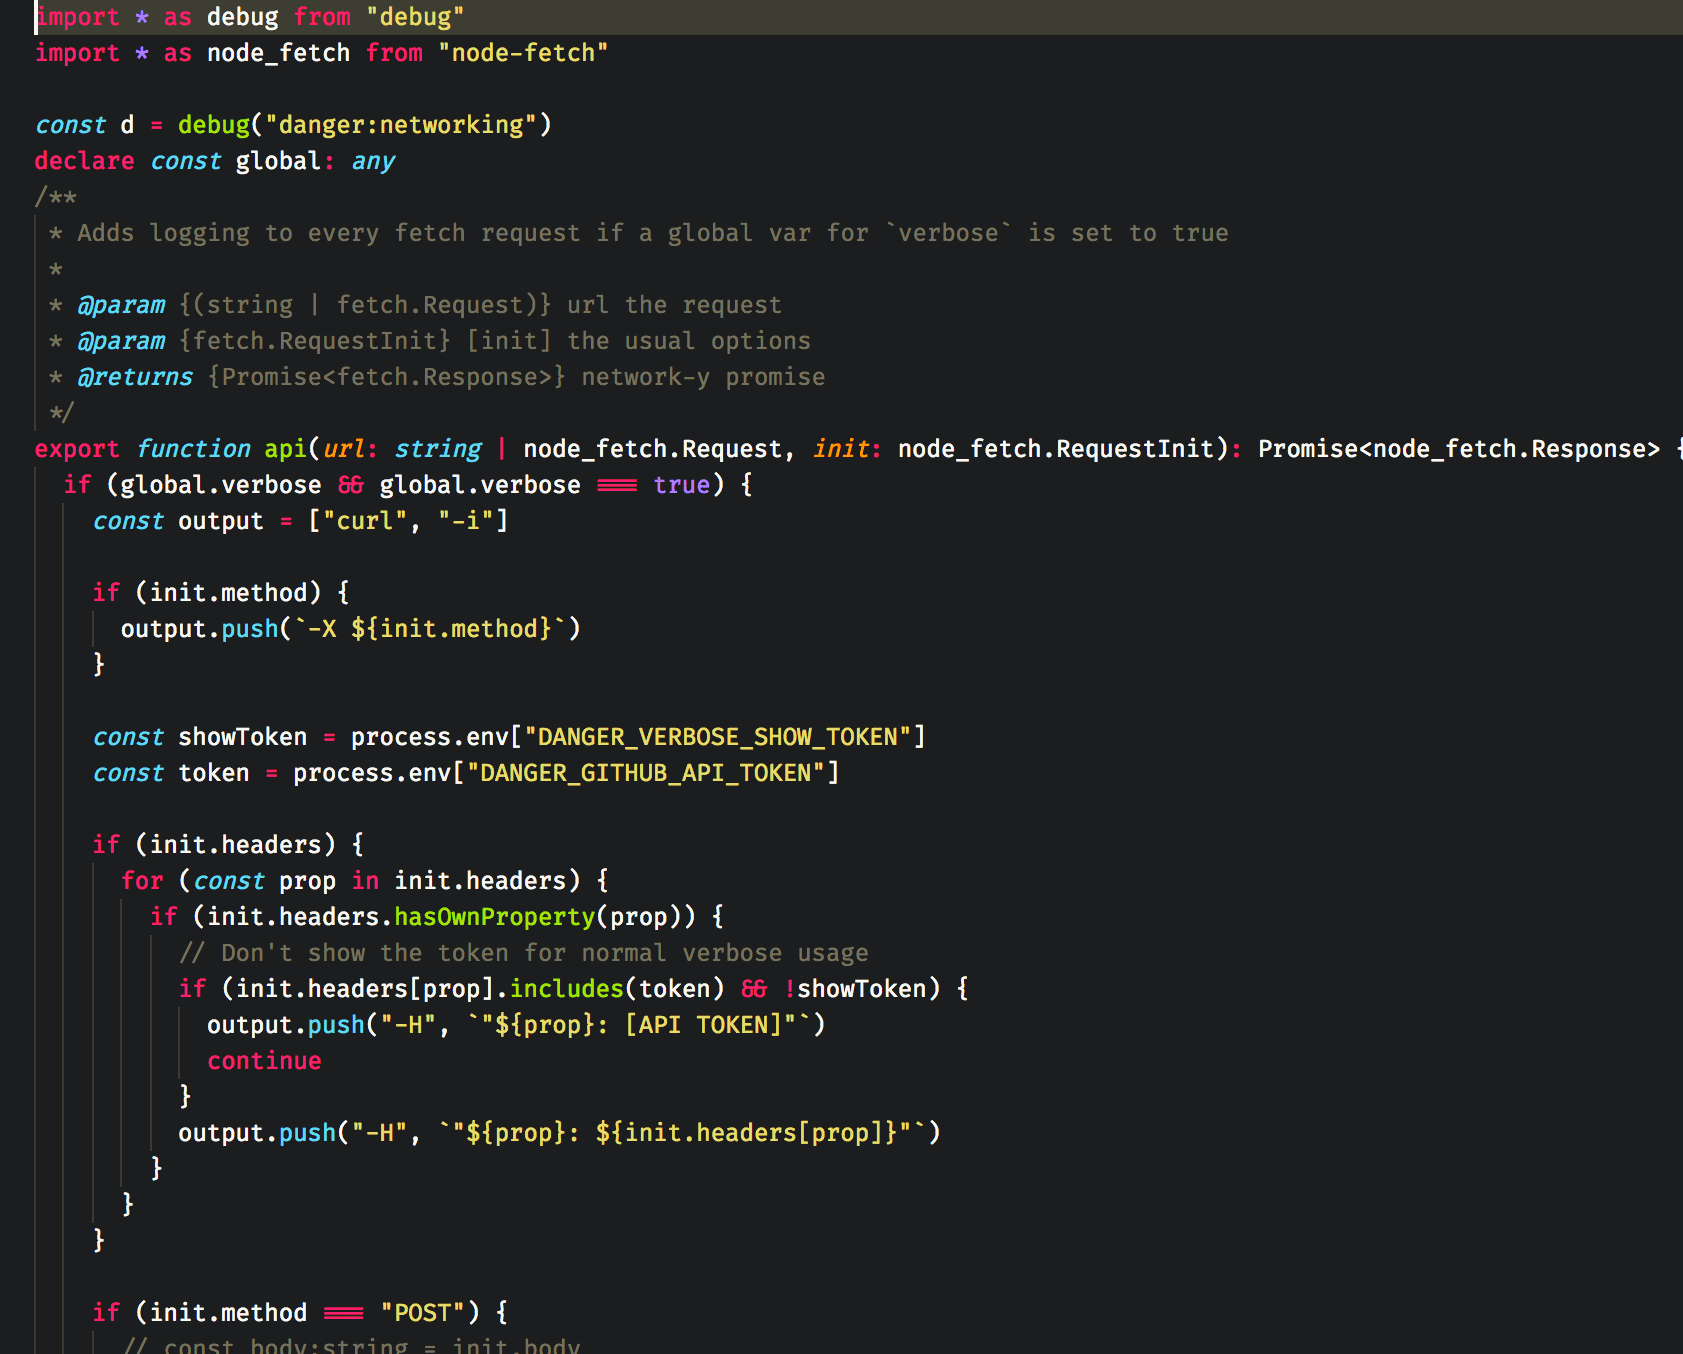 import * as debug from "debug"
import * as node_fetch from "node-fetch"
const d = debug("danger:networking")
declare const global: any
/**
* Adds logging to every fetch request if a global var for `verbose` is set to true
*
* @param {(string | fetch.Request)} url the request
* @param {fetch.RequestInit} [init] the usual options
* @returns {Promise<fetch.Response>} network-y promise
*/
export function api(url: string | node_fetch.Request, init: node_fetch.RequestInit): Promise<node_fetch.Response> {
if (global.verbose && global.verbose === true) {
const output = ["curl", "-i"]
if (init.method) {
output.push(`-X ${init.method}`)
}
const showToken = process.env["DANGER_VERBOSE_SHOW_TOKEN"]
const token = process.env["DANGER_GITHUB_API_TOKEN"]
if (init.headers) {
for (const prop in init.headers) {
if (init.headers.hasOwnProperty(prop)) {
// Don't show the token for normal verbose usage
if (init.headers[prop].includes(token) && !showToken) {
output.push("-H", `"${prop}: [API TOKEN]"`)
continue
}
output.push("-H", `"${prop}: ${init.headers[prop]}"`)
}
}
}
if (init.method === "POST") {
// const body:string = init.body